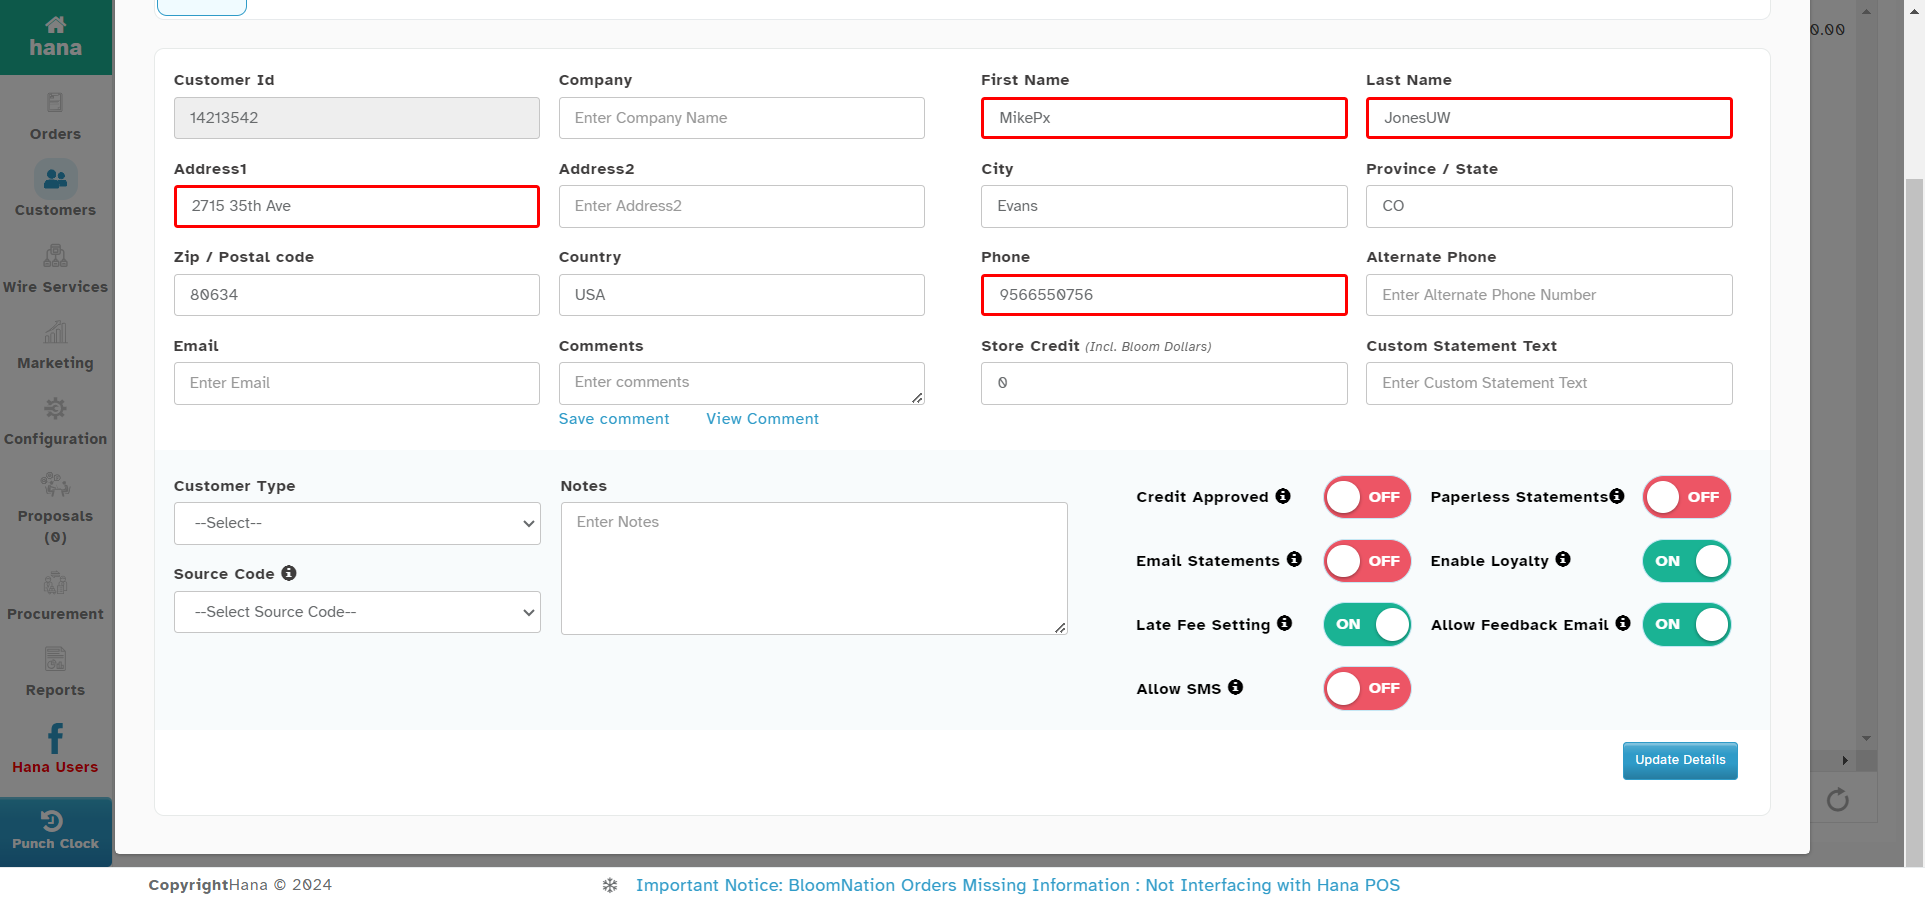 hana
Orders
Customers
Wire Services
Marketing
Configuration
Proposals
(0)
Procurement
Reports
Hana Users
Punch Clock
0.00
Customer Id
Company
First Name
Last Name
14213542
Enter Company Name
MikePx
JonesUW
Address1
Address2
City
Province / State
2715 35th Ave
Enter Address2
Evans
CO
Zip / Postal code
Country
Phone
Alternate Phone
80634
USA
9566550756
Enter Alternate Phone Number
Email
Comments
Store Credit (Incl. Bloom Dollars)
Custom Statement Text
Enter Email
Enter comments
0
Enter Custom Statement Text
Save comment
View Comment
Customer Type
Notes
--Select--
Enter Notes
Source Code
--Select Source Code--
Credit Approved
OFF
Paperless Statements
OFF
Email Statements
OFF
Enable Loyalty
ON
Late Fee Setting
ON
Allow Feedback Email
ON
Allow SMS
OFF
Update Details
CopyrightHana © 2024
Important Notice: BloomNation Orders Missing Information : Not Interfacing with Hana POS